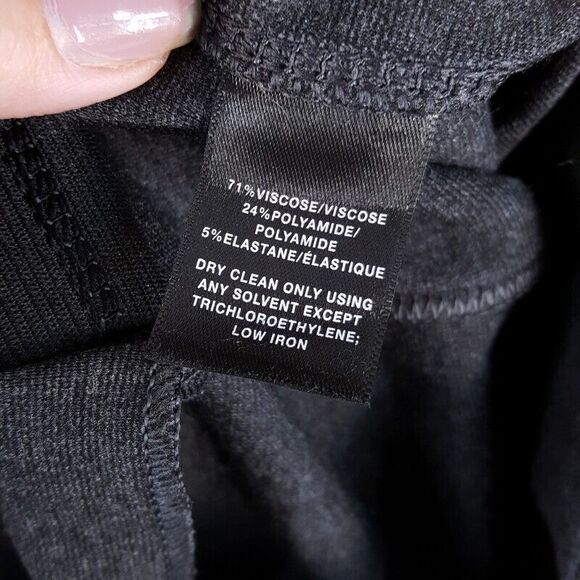 71%VISCOSE/VISCOSE
24%POLYAMIDE/
POLYAMIDE
5%ELASTANE/ÉLASTIQUE
DRY CLEAN ONLY USING
ANY SOLVENT EXCEPT
TRICHLOROETHYLENE;
LOW IRON